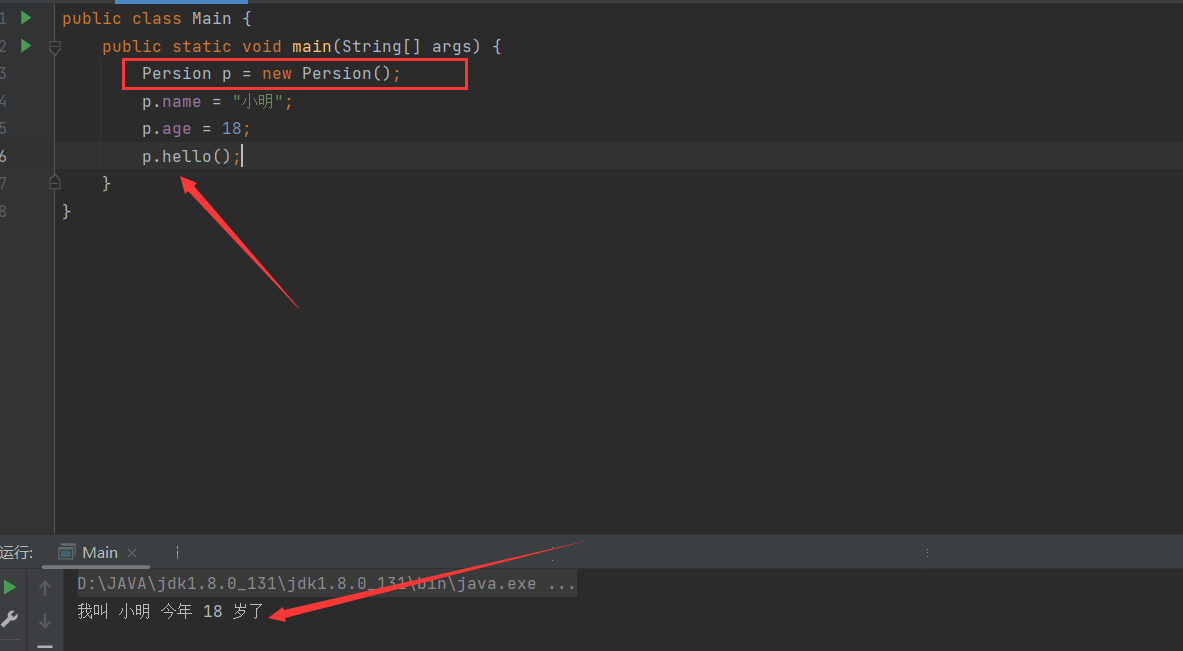 1 public class Main {
2 public static void main(String[] args) {
3 Persion p = new Persion();
4 p.name = "小明";
5 p.age = 18;
6 p.hello();
7 }
8 }
运行: Main
D:\JAVA\jdk1.8.0_131\jdk1.8.0_131\bin\java.exe ...
我叫 小明 今年 18 岁了